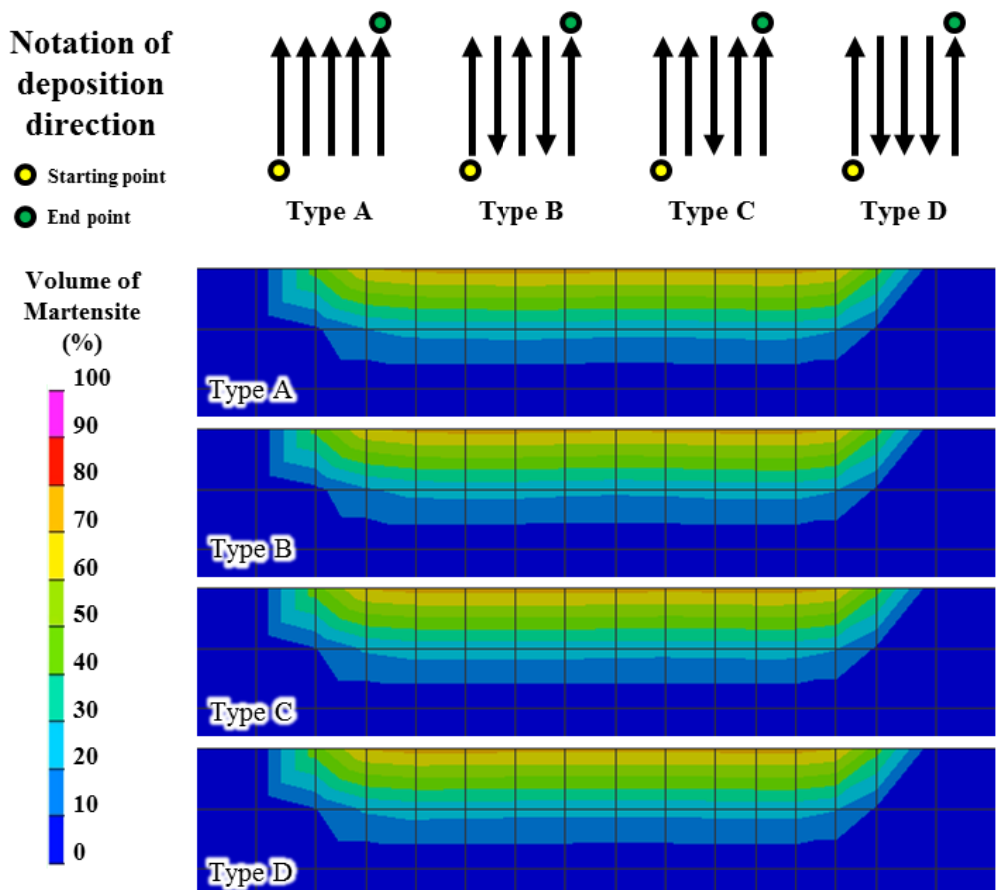 Notation of
deposition
direction
Starting point
End point
Type A
Type B
Type C
Type D
Volume of
Martensite
(%)
100
90
80
70
60
50
40
30
20
10
0
Type A
Type B
Type C
Type D